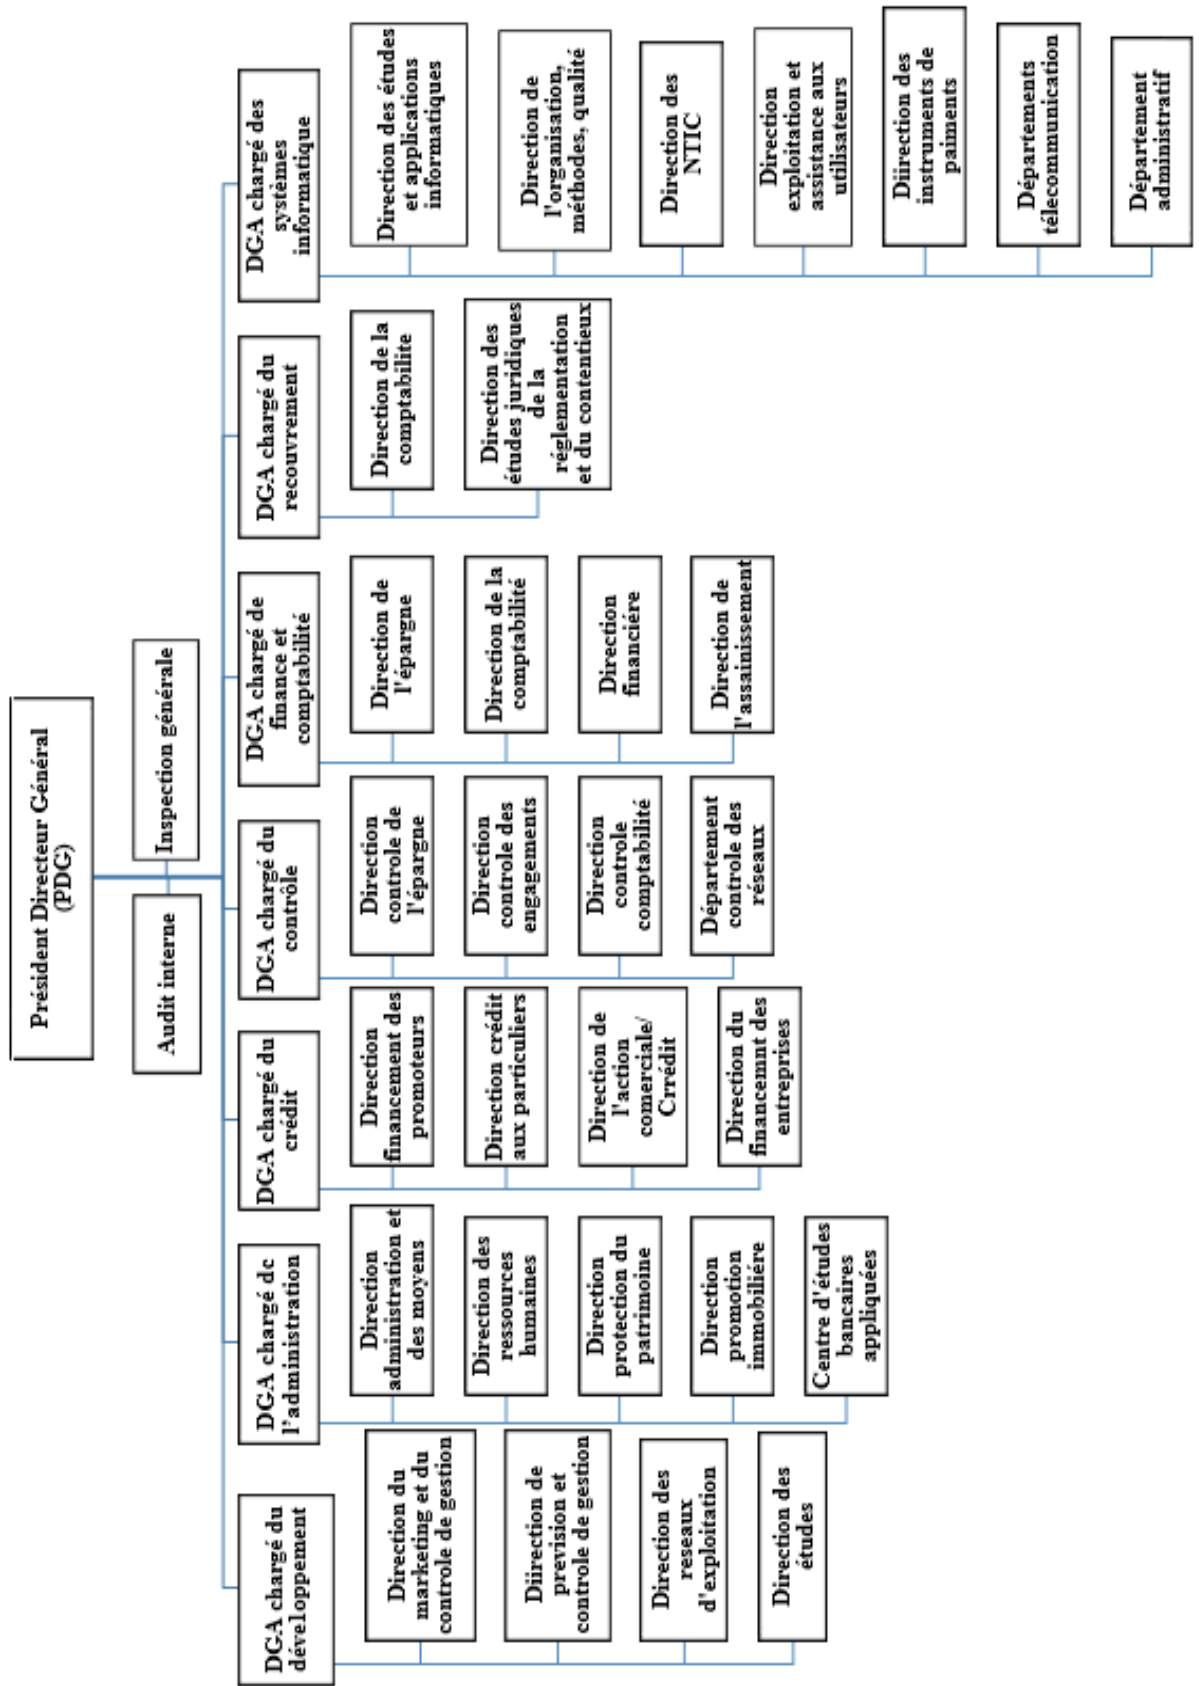 Président Directeur Général
(PDG)
Audit interne
Inspection générale
DGA chargé du
développement
Direction du
marketing et du
controle de gestion
Diirection de
prévision et
controle de gestion
Direction des
reseaux
d'exploitation
Direction des
études
DGA chargé de
l'administration
Direction
administration et
des moyens
Direction des
ressources
humaines
Direction
protection du
patrimoine
Direction
promotion
immobiliére
Centre d'études
bancaires
appliquées
DGA chargé du
crédit
Direction
financement des
promoteurs
Direction crédit
aux particuliers
Direction de
l'action
comerciale/
Crrédit
Direction du
financemnt des
entreprises
DGA chargé du
contrôle
Direction
controle de
l'épargne
Direction
controle des
engagements
Direction
controle
comptabilité
Département
controle des
réseaux
DGA chargé de
finance et
comptabilité
Direction de
l'épargne
Direction de la
comptabilité
Direction
financiére
Direction de
l'assainissement
DGA chargé du
recouvrement
Direction de la
comptabilite
Direction des
études juridiques
de la
réglementation
et du contentieux
DGA chargé des
systèmes
informatique
Direction des études
et applications
informatiques
Direction de
l'organisation,
méthodes, qualité
Direction des
NTIC
Direction
exploitation et
assistance aux
utilisateurs
Diirection des
instruments de
paiments
Départements
télécommunication
Département
administratif